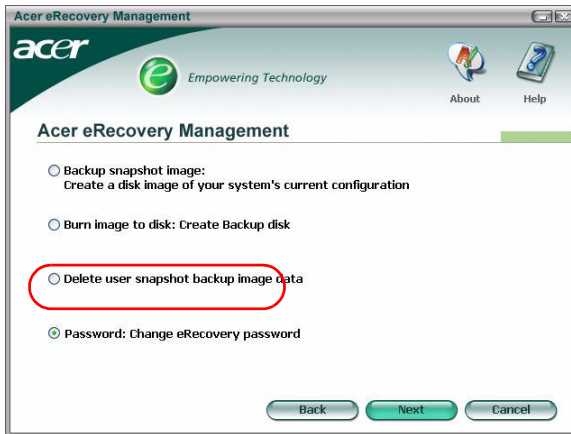 Acer eRecovery Management
acer
e Empowering Technology
About
Help
Acer eRecovery Management
Backup snapshot image:
Create a disk image of your system's current configuration
Burn image to disk: Create Backup disk
Delete user snapshot backup image data
Password: Change eRecovery password
Back
Next
Cancel